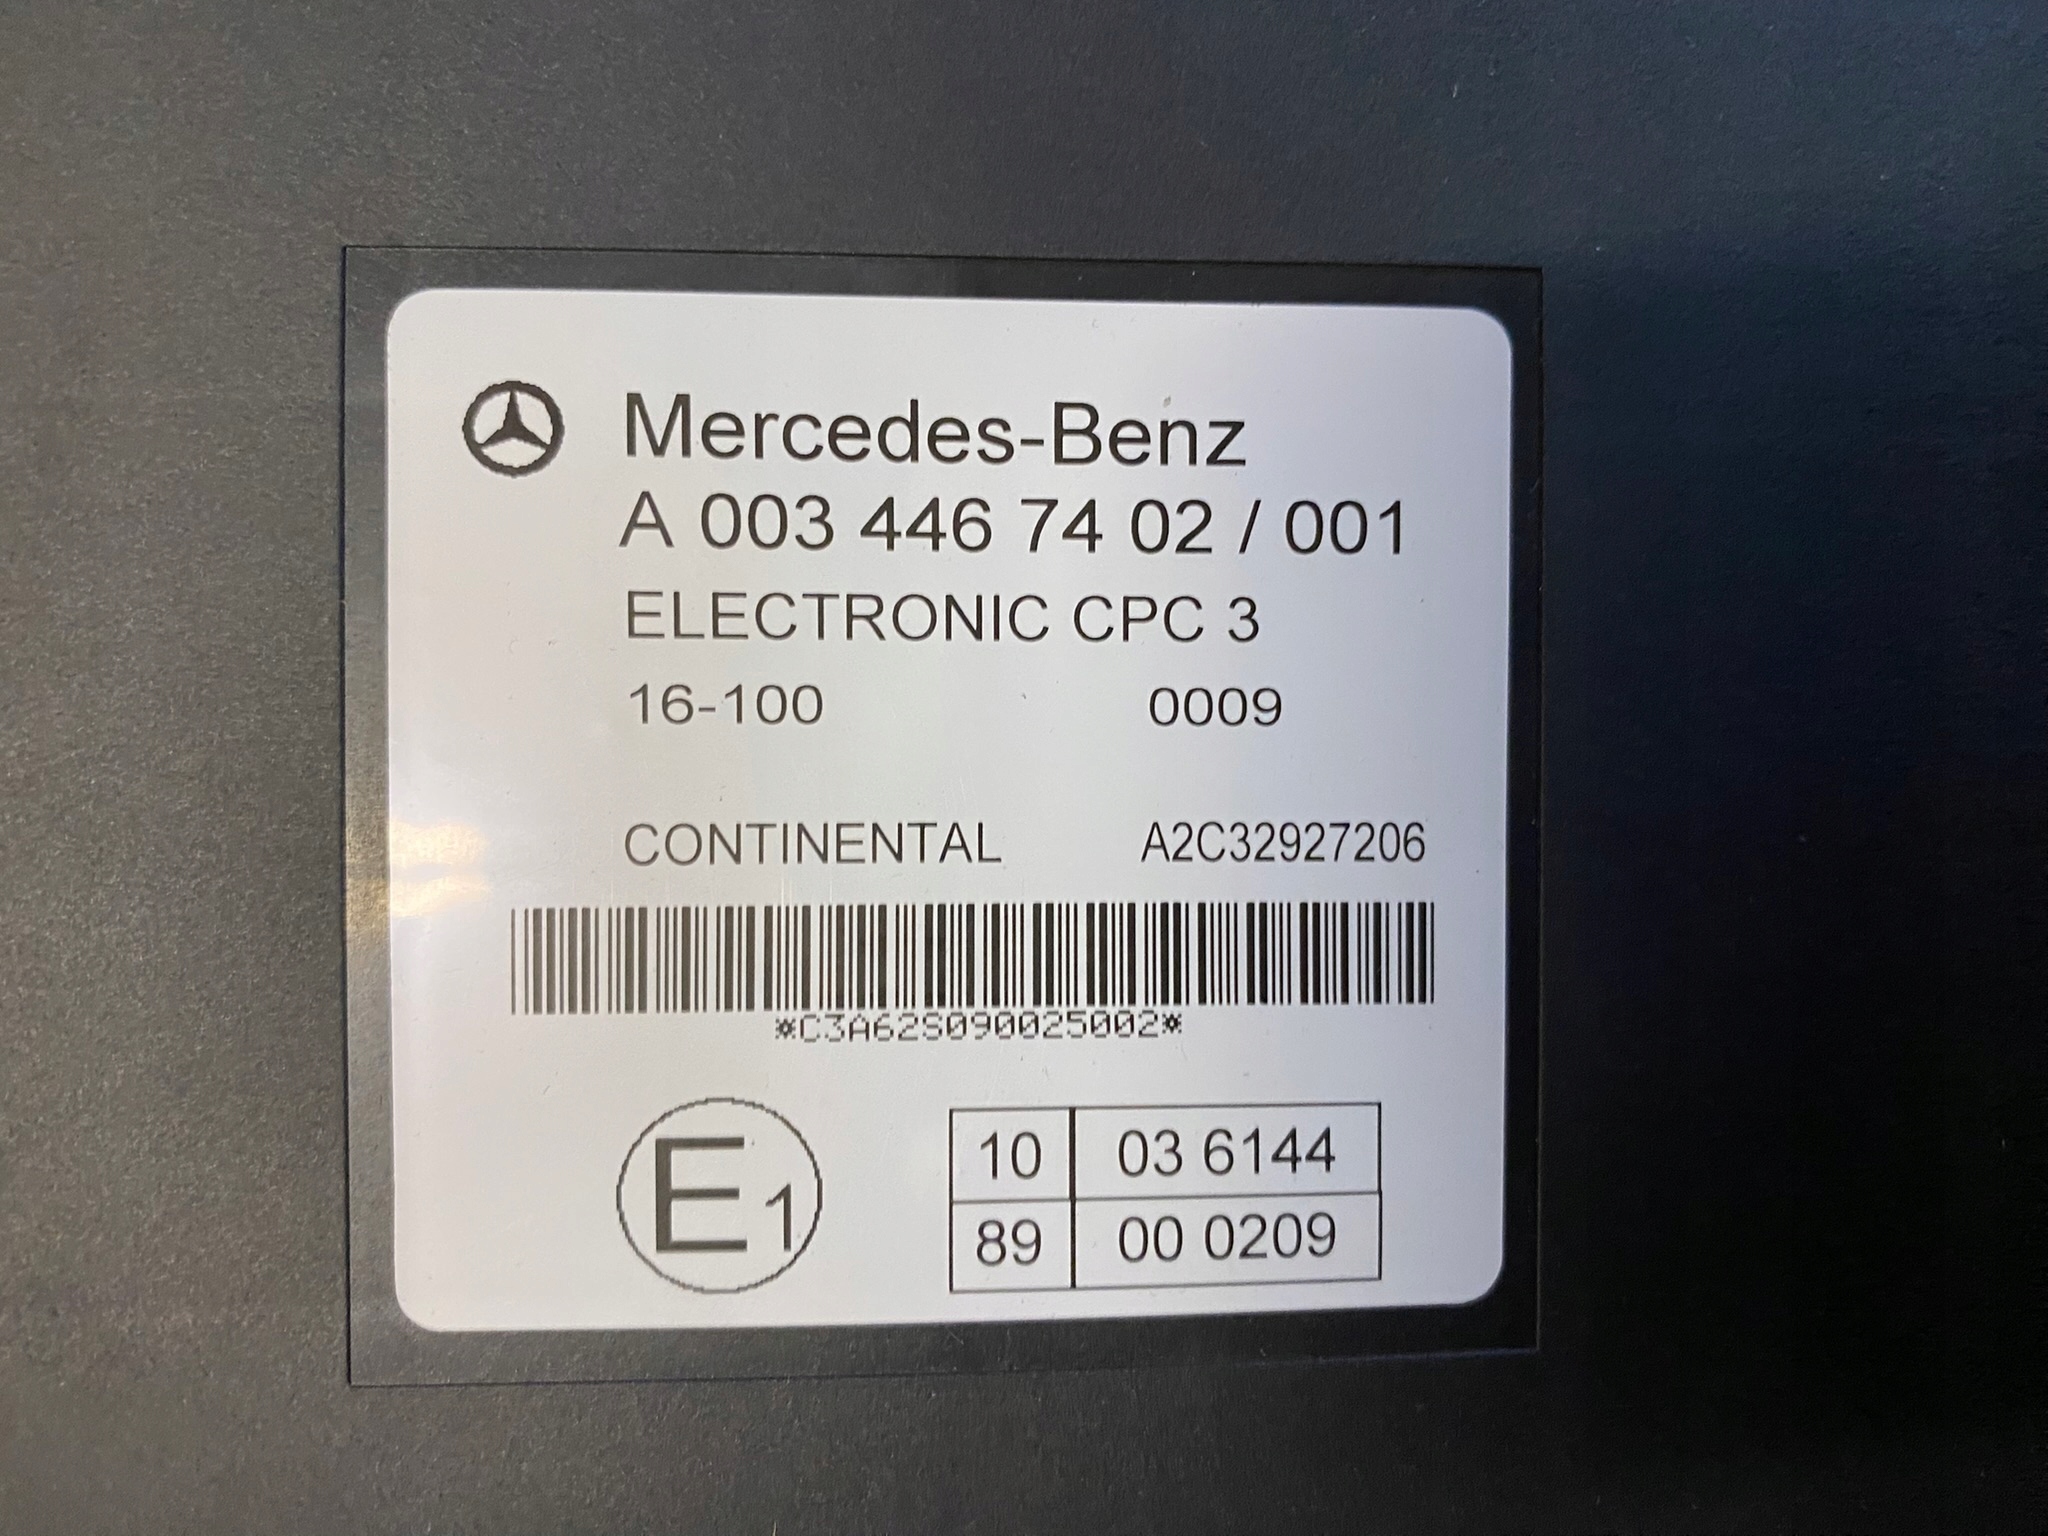 Mercedes-Benz
A 003 446 74 02 / 001
ELECTRONIC CPC 3
16-100 0009
CONTINENTAL A2C32927206
*C3A62S090025002*
E1
10 03 6144
89 00 0209